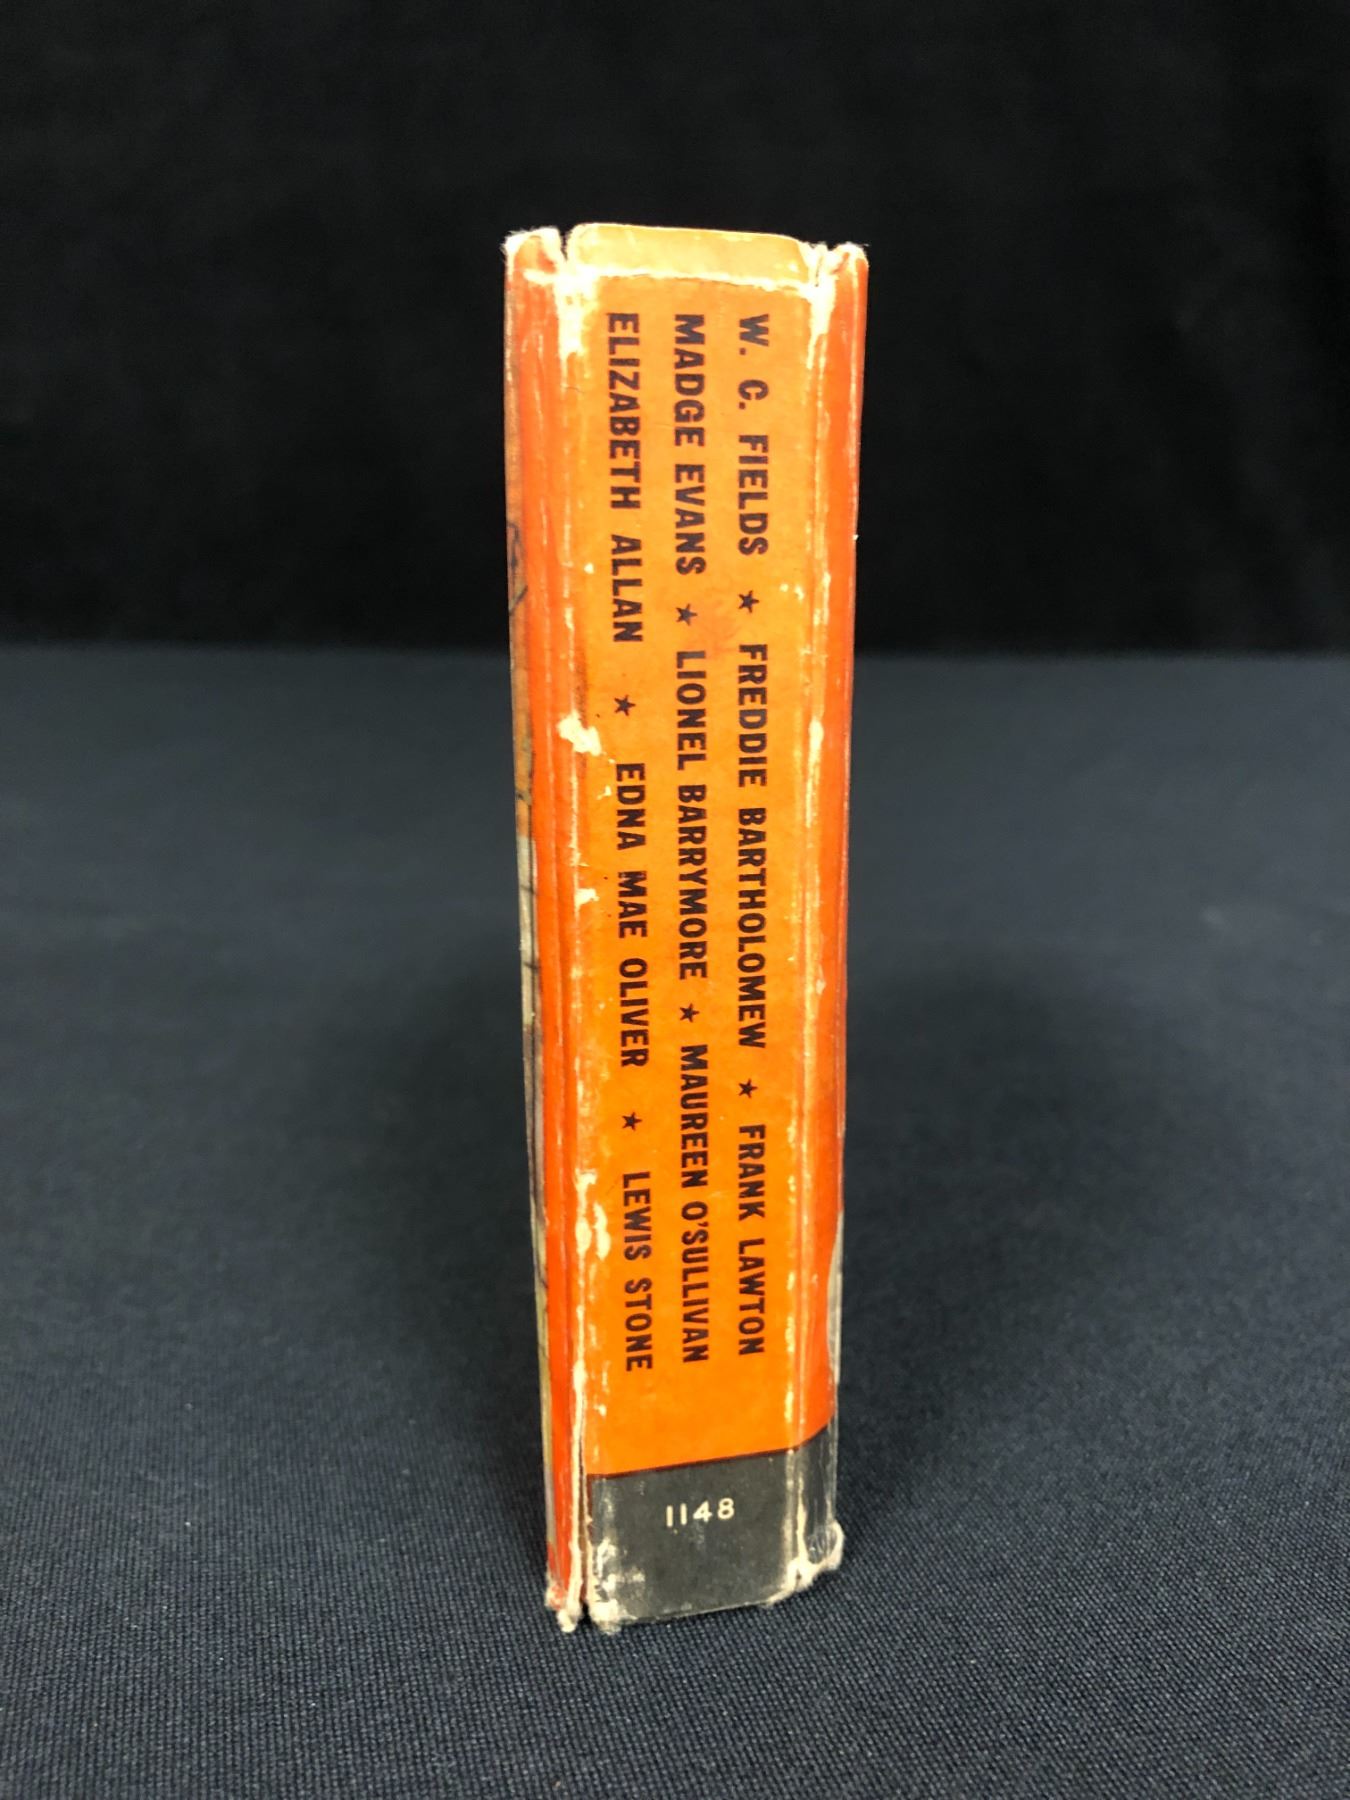 W. C. FIELDS ★ FREDDIE BARTHOLOMEW ★ FRANK LAWTON
MADGE EVANS ★ LIONEL BARRYMORE ★ MAUREEN O'SULLIVAN
ELIZABETH ALLAN ★ EDNA MAE OLIVER ★ LEWIS STONE
1148